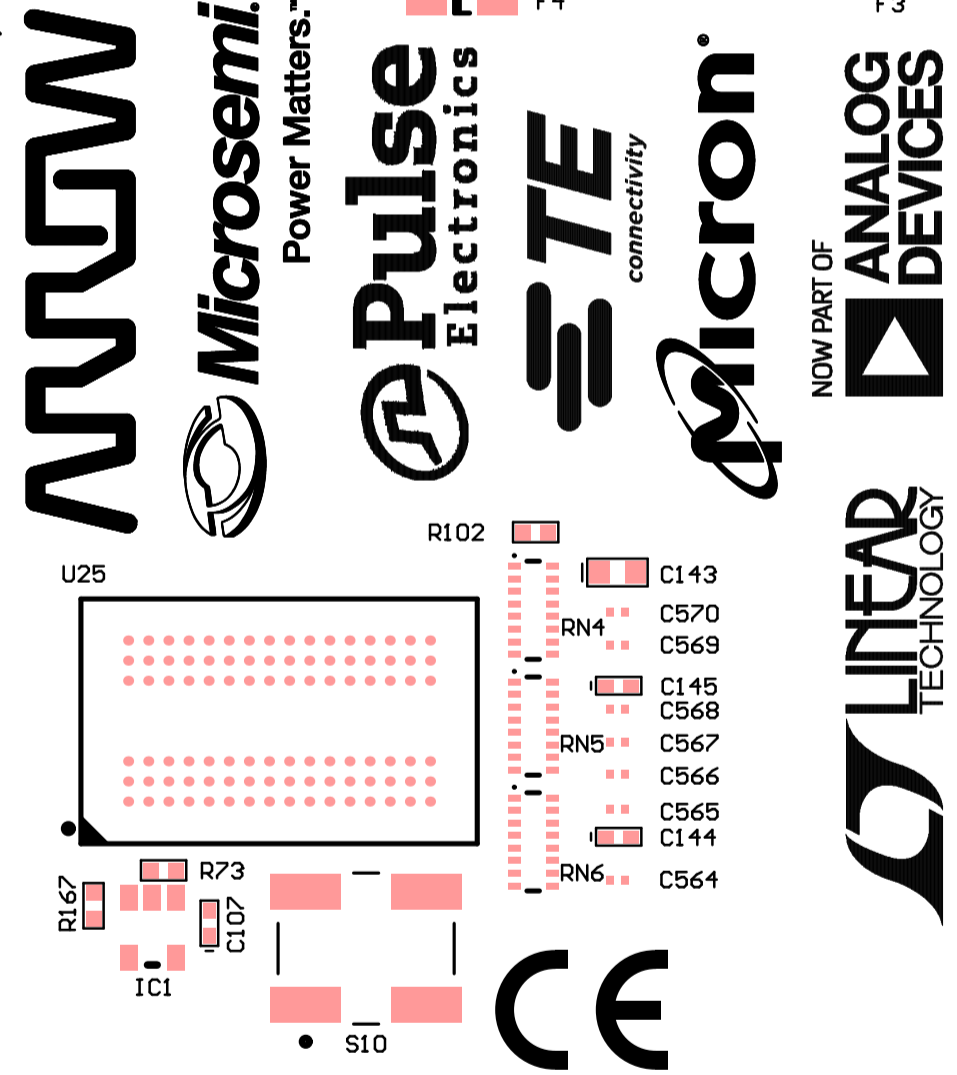 F4
F3
Microsemi.
Power Matters.™
Pulse
Electronics
TE
connectivity
Micron®
NOW PART OF
ANALOG
DEVICES
LINEAR
TECHNOLOGY
R102
U25
C143
C570
RN4
C569
C145
C568
RN5
C567
C566
C565
C144
RN6
C564
R73
R167
C107
IC1
S10
CE